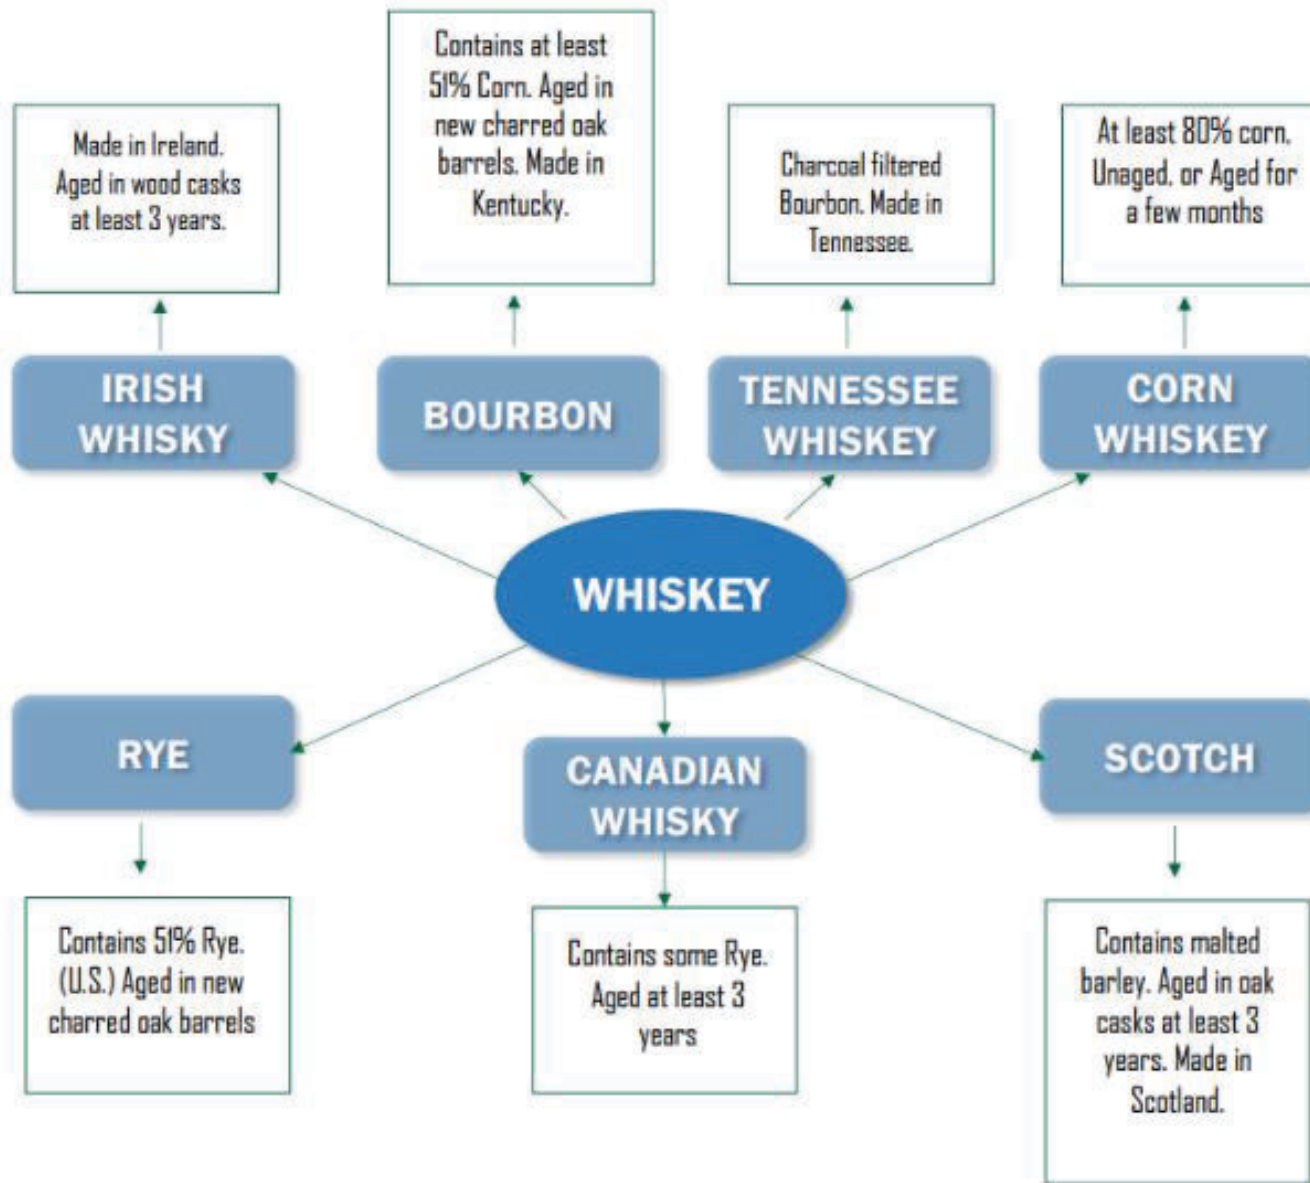 Made in Ireland.
Aged in wood casks
at least 3 years.
Contains at least
51% Corn. Aged in
new charred oak
barrels. Made in
Kentucky.
Charcoal filtered
Bourbon. Made in
Tennessee.
At least 80% corn.
Unaged, or Aged for
a few months
IRISH
WHISKY
BOURBON
TENNESSEE
WHISKEY
CORN
WHISKEY
WHISKEY
RYE
CANADIAN
WHISKY
SCOTCH
Contains 51% Rye.
(U.S.) Aged in new
charred oak barrels
Contains some Rye.
Aged at least 3
years
Contains malted
barley. Aged in oak
casks at least 3
years. Made in
Scotland.